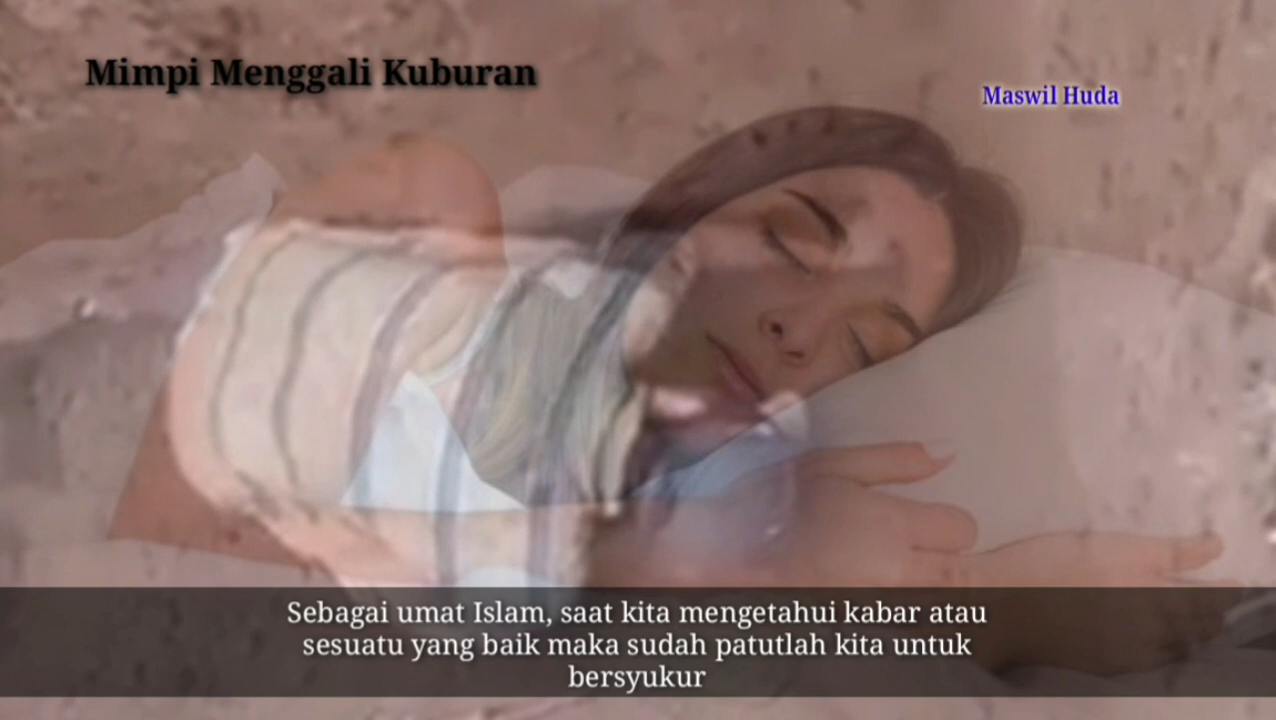 Mimpi Menggali Kuburan
Maswil Huda
Sebagai umat Islam, saat kita mengetahui kabar atau
sesuatu yang baik maka sudah patutlah kita untuk
bersyukur